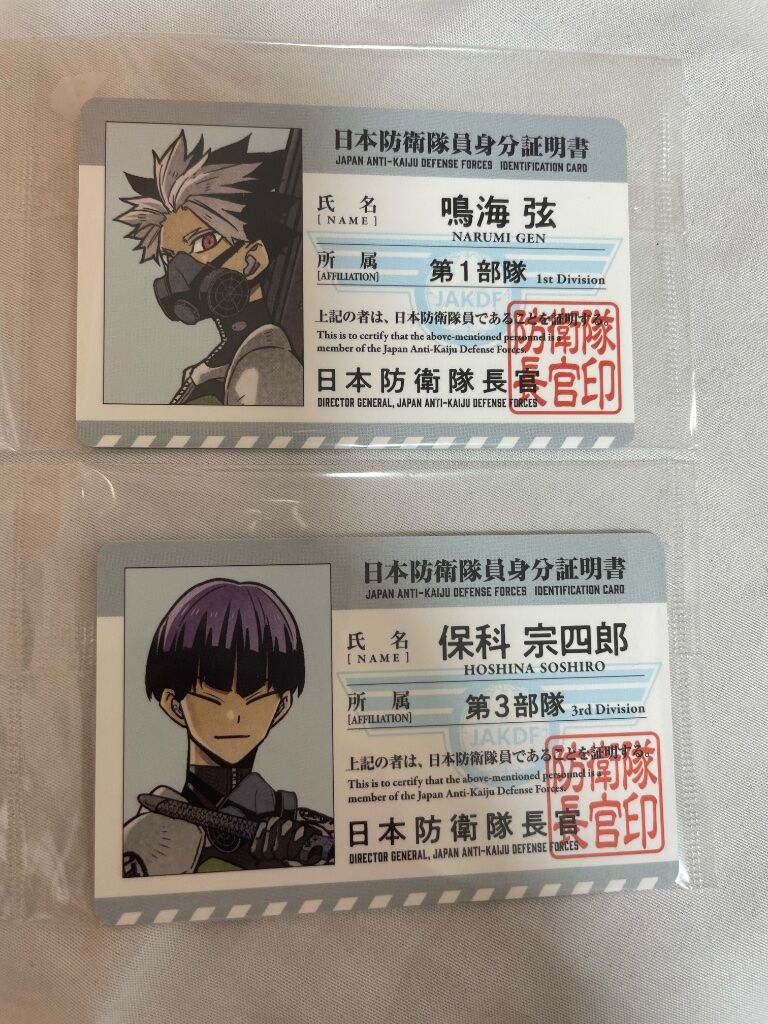 日本防衛隊員身分証明書
JAPAN ANTI-KAIJU DEFENSE FORCES IDENTIFICATION CARD
氏名 鳴海 弦
[NAME] NARUMI GEN
所属 第1部隊 1st Division
[AFFILIATION]
JAKDF
上記の者は、日本防衛隊員であることを証明する。
This is to certify that the above-mentioned personnel is a
member of the Japan Anti-Kaiju Defense Forces.
日本防衛隊長官
DIRECTOR GENERAL, JAPAN ANTI-KAIJU DEFENSE FORCES
防衛隊
長官印
日本防衛隊員身分証明書
JAPAN ANTI-KAIJU DEFENSE FORCES IDENTIFICATION CARD
氏名 保科 宗四郎
[NAME] HOSHINA SOSHIRO
所属 第3部隊 3rd Division
[AFFILIATION]
JAKDF
上記の者は、日本防衛隊員であることを証明する。
This is to certify that the above-mentioned personnel is a
member of the Japan Anti-Kaiju Defense Forces.
日本防衛隊長官
DIRECTOR GENERAL, JAPAN ANTI-KAIJU DEFENSE FORCES
防衛隊
長官印